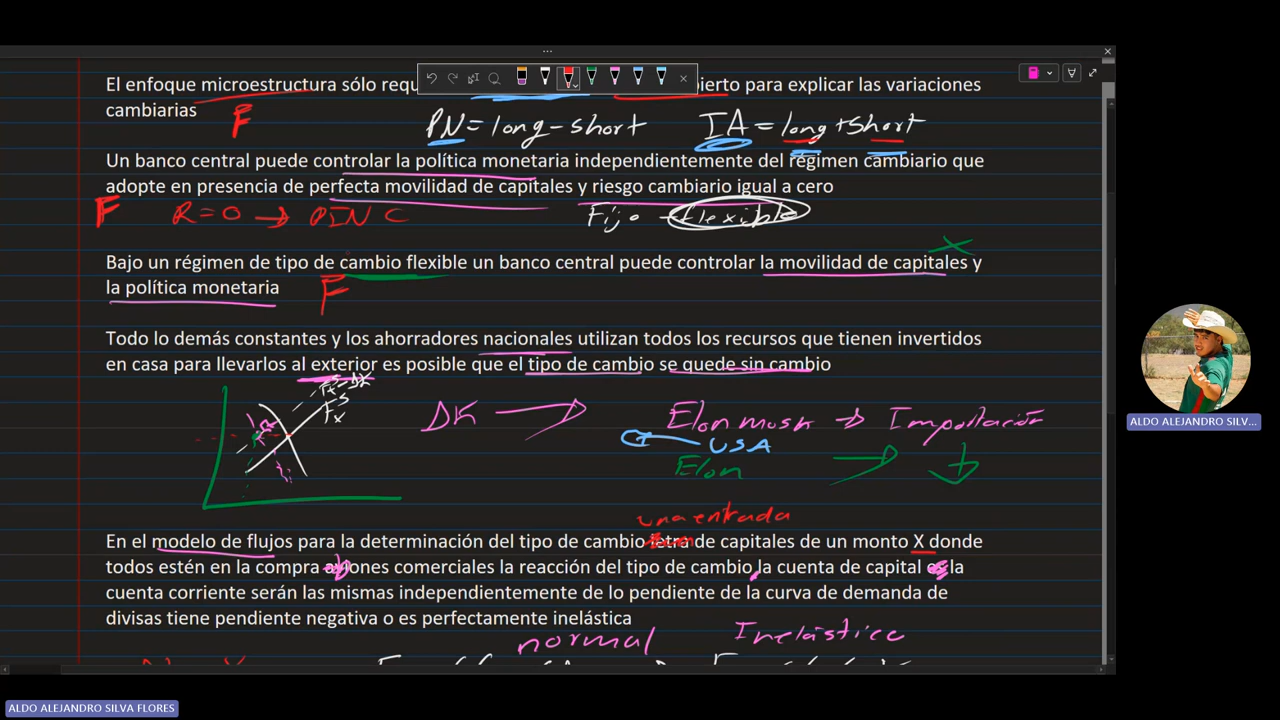 El enfoque microestructura sólo requ bierto para explicar las variaciones
cambiarias
F
PN = long - short IA = long + short
Un banco central puede controlar la política monetaria independientemente del régimen cambiario que
adopte en presencia de perfecta movilidad de capitales y riesgo cambiario igual a cero
F R = 0 → PIN C Fijo flexible
Bajo un régimen de tipo de cambio flexible un banco central puede controlar la movilidad de capitales y
la política monetaria
F
Todo lo demás constantes y los ahorradores nacionales utilizan todos los recursos que tienen invertidos
en casa para llevarlos al exterior es posible que el tipo de cambio se quede sin cambio
ΔK → Elon musk → Importación
USA
Elon
una entrada
En el modelo de flujos para la determinación del tipo de cambio letra de capitales de un monto X donde
todos estén en la compra ones comerciales la reacción del tipo de cambio, la cuenta de capital es la
cuenta corriente serán las mismas independientemente de lo pendiente de la curva de demanda de
divisas tiene pendiente negativa o es perfectamente inelástica
normal Inelástica
ALDO ALEJANDRO SILV...
ALDO ALEJANDRO SILVA FLORES